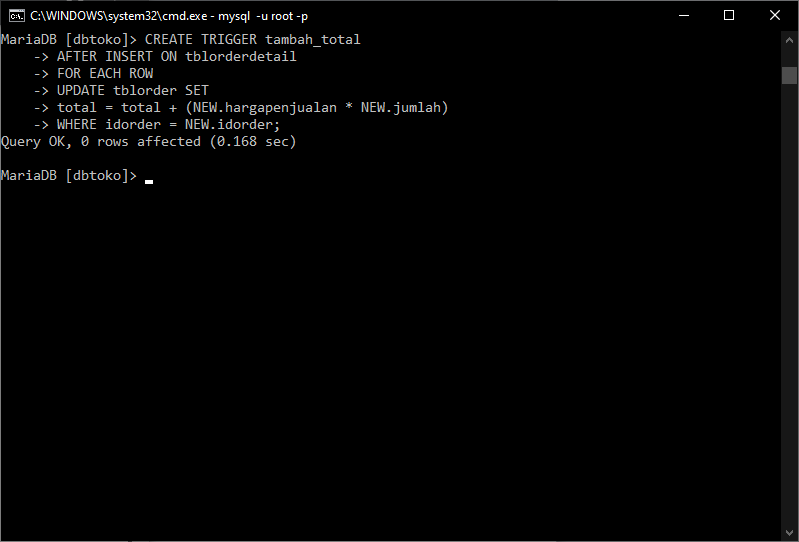 C:\WINDOWS\system32\cmd.exe - mysql -u root -p
MariaDB [dbtoko]> CREATE TRIGGER tambah_total
    -> AFTER INSERT ON tblorderdetail
    -> FOR EACH ROW
    -> UPDATE tblorder SET
    -> total = total + (NEW.hargapenjualan * NEW.jumlah)
    -> WHERE idorder = NEW.idorder;
Query OK, 0 rows affected (0.168 sec)
MariaDB [dbtoko]>